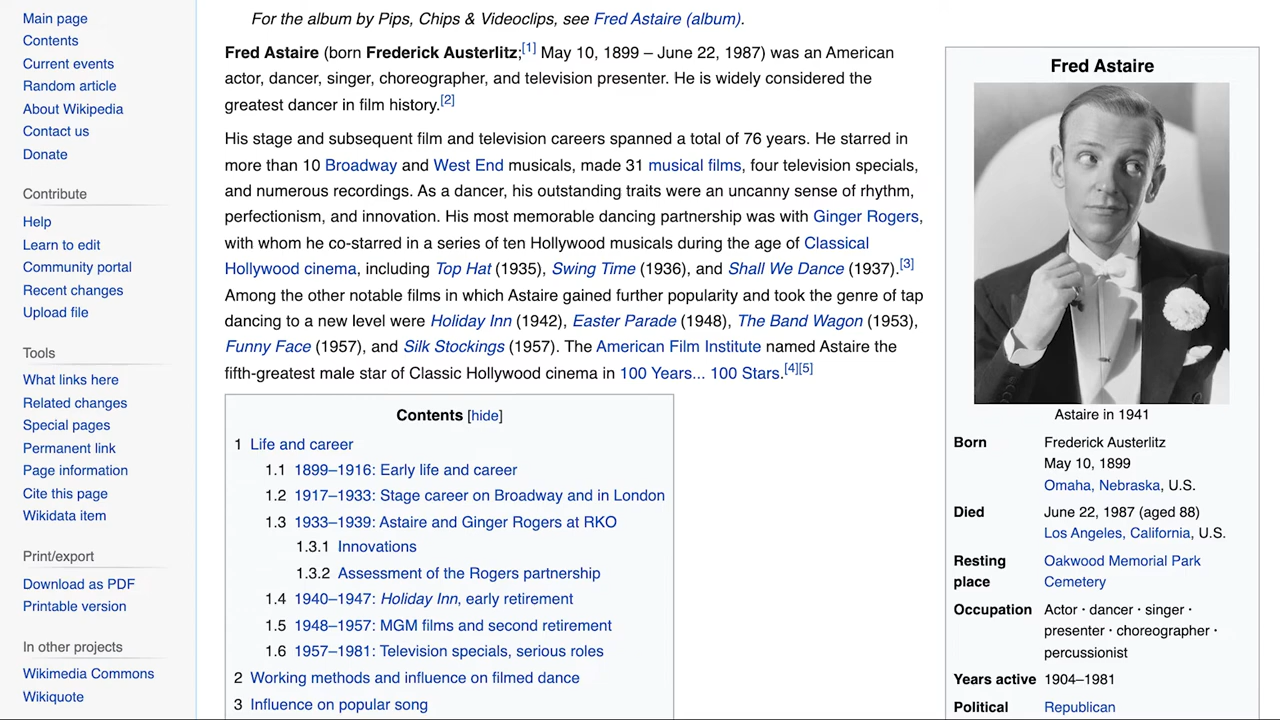 Main page
Contents
Current events
Random article
About Wikipedia
Contact us
Donate
Contribute
Help
Learn to edit
Community portal
Recent changes
Upload file
Tools
What links here
Related changes
Special pages
Permanent link
Page information
Cite this page
Wikidata item
Print/export
Download as PDF
Printable version
In other projects
Wikimedia Commons
Wikiquote
For the album by Pips, Chips & Videoclips, see Fred Astaire (album).
Fred Astaire (born Frederick Austerlitz;[1] May 10, 1899 – June 22, 1987) was an American
actor, dancer, singer, choreographer, and television presenter. He is widely considered the
greatest dancer in film history.[2]
His stage and subsequent film and television careers spanned a total of 76 years. He starred in
more than 10 Broadway and West End musicals, made 31 musical films, four television specials,
and numerous recordings. As a dancer, his outstanding traits were an uncanny sense of rhythm,
perfectionism, and innovation. His most memorable dancing partnership was with Ginger Rogers,
with whom he co-starred in a series of ten Hollywood musicals during the age of Classical
Hollywood cinema, including Top Hat (1935), Swing Time (1936), and Shall We Dance (1937).[3]
Among the other notable films in which Astaire gained further popularity and took the genre of tap
dancing to a new level were Holiday Inn (1942), Easter Parade (1948), The Band Wagon (1953),
Funny Face (1957), and Silk Stockings (1957). The American Film Institute named Astaire the
fifth-greatest male star of Classic Hollywood cinema in 100 Years... 100 Stars.[4][5]
Contents [hide]
1 Life and career
1.1 1899–1916: Early life and career
1.2 1917–1933: Stage career on Broadway and in London
1.3 1933–1939: Astaire and Ginger Rogers at RKO
1.3.1 Innovations
1.3.2 Assessment of the Rogers partnership
1.4 1940–1947: Holiday Inn, early retirement
1.5 1948–1957: MGM films and second retirement
1.6 1957–1981: Television specials, serious roles
2 Working methods and influence on filmed dance
3 Influence on popular song
Fred Astaire
Astaire in 1941
Born Frederick Austerlitz
May 10, 1899
Omaha, Nebraska, U.S.
Died June 22, 1987 (aged 88)
Los Angeles, California, U.S.
Resting Oakwood Memorial Park
place Cemetery
Occupation Actor · dancer · singer ·
presenter · choreographer ·
percussionist
Years active 1904–1981
Political Republican